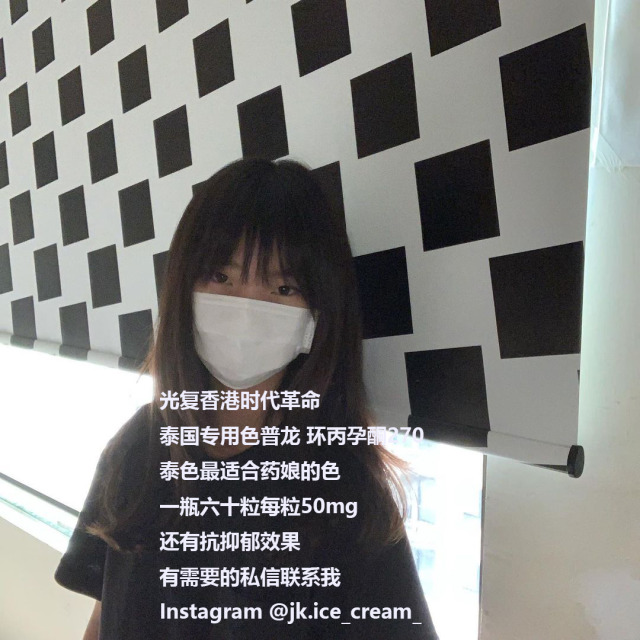 光复香港时代革命
泰国专用色普龙 环丙孕酮270
泰色最适合药娘的色
一瓶六十粒每粒50mg
还有抗抑郁效果
有需要的私信联系我
Instagram @jk.ice_cream_